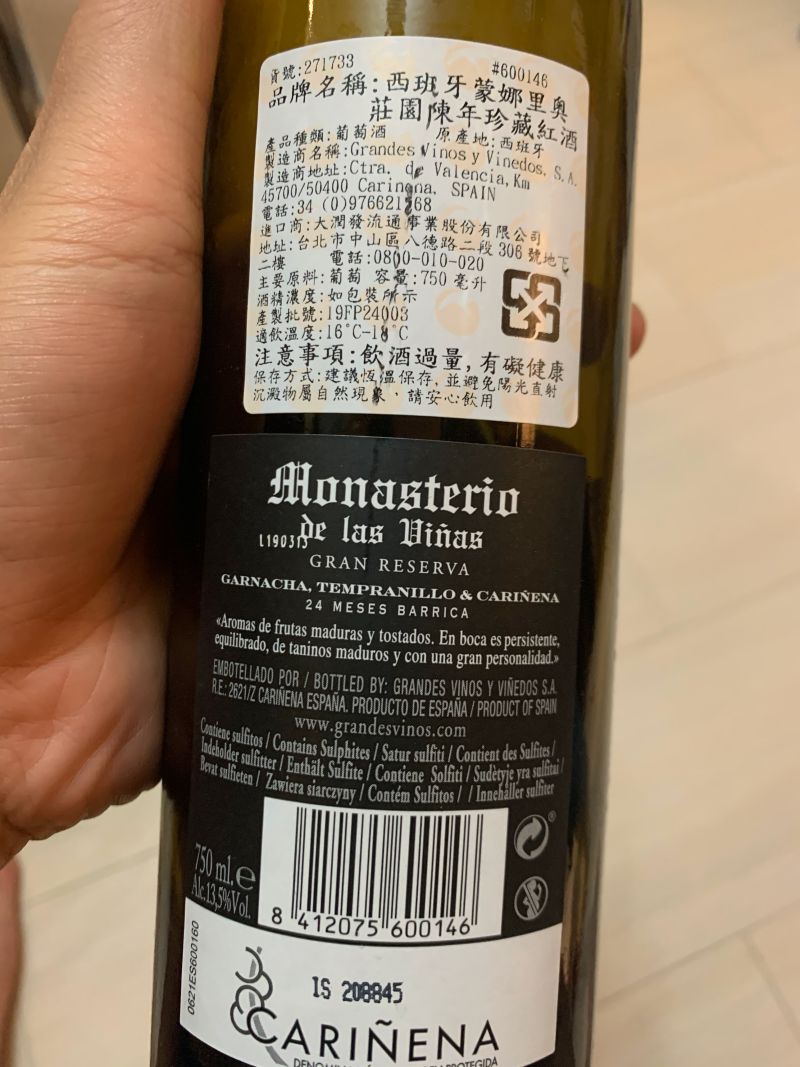 貨號:271733 #600146
品牌名稱:西班牙蒙娜里奧
莊園陳年珍藏紅酒
產品種類:葡萄酒 原產地:西班牙
製造商名稱:Grandes Vinos y Vinedos, S.A.
製造商地址:Ctra. de Valencia,Km
45700/50400 Carinena, SPAIN
電話:34 (0)976621
進口商:大潤發流通事業股份有限公司
地址:台北市中山區八德路二段306號地下
二樓 電話:0800-010-020
主要原料:葡萄 容量:750毫升
酒精濃度:如包裝所示
產製批號:19FP24003
適飲溫度:16°C-18°C
注意事項:飲酒過量,有礙健康
保存方式:建議恆溫保存,並避免陽光直射
沉澱物屬自然現象,請安心飲用
Monasterio
de las Viñas
L190313
GRAN RESERVA
GARNACHA, TEMPRANILLO & CARIÑENA
24 MESES BARRICA
«Aromas de frutas maduras y tostados. En boca es persistente,
equilibrado, de taninos maduros y con una gran personalidad.»
EMBOTELLADO POR / BOTTLED BY: GRANDES VINOS Y VIÑEDOS S.A.
R.E.: 2621/Z CARIÑENA ESPAÑA. PRODUCTO DE ESPAÑA / PRODUCT OF SPAIN
www.grandesvinos.com
Contiene sulfitos / Contains Sulphites / Satur sulfiti / Contient des Sulfites /
Indeholder sulfitter / Enthält Sulfite / Contiene Solfiti / Sudėtyje yra sulfitai /
Bevat sulfieten / Zawiera siarczyny / Contém Sulfitos / / Innehåller sulfiter
750 ml. e
Alc.13,5%Vol.
8 412075 600146
0621ES600160
IS 208845
CARIÑENA
DENOMINACIÓN DE ORIGEN PROTEGIDA